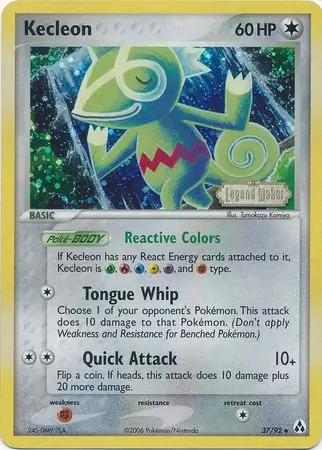 Kecleon 60 HP
Legend Maker
Illus. Tomokazu Komiya
BASIC
Poké-BODY Reactive Colors
If Kecleon has any React Energy cards attached to it,
Kecleon is , , , , , and type.
Tongue Whip
Choose 1 of your opponent's Pokémon. This attack
does 10 damage to that Pokémon. (Don't apply
Weakness and Resistance for Benched Pokémon.)
Quick Attack 10+
Flip a coin. If heads, this attack does 10 damage plus
20 more damage.
weakness resistance retreat cost
©2006 Pokémon/Nintendo 37/92